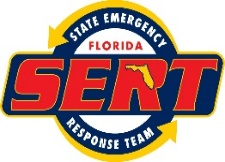 STATE EMERGENCY
FLORIDA
SERT
RESPONSE TEAM